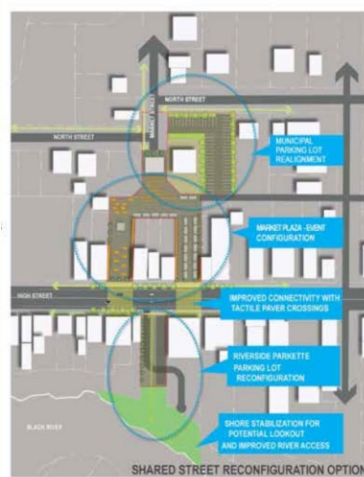 NORTH STREET
MARKET STREET
NORTH STREET
MUNICIPAL
PARKING LOT
REALIGNMENT
MARKET PLAZA - EVENT
CONFIGURATION
HIGH STREET
IMPROVED CONNECTIVITY WITH
TACTILE PAVER CROSSINGS
RIVERSIDE PARKETTE
PARKING LOT
RECONFIGURATION
BLACK RIVER
SHORE STABILIZATION FOR
POTENTIAL LOOKOUT
AND IMPROVED RIVER ACCESS
SHARED STREET RECONFIGURATION OPTION